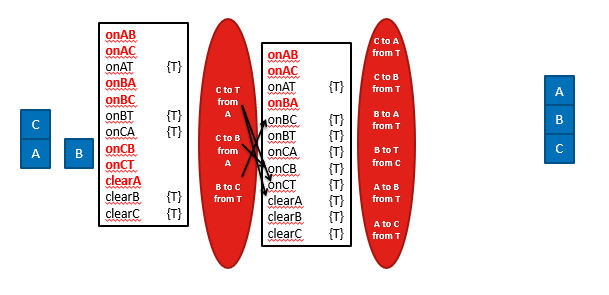 C
A
B
onAB
onAC
onAT {T}
onBA
onBC
onBT {T}
onCA {T}
onCB
onCT
clearA
clearB {T}
clearC {T}
C to T
from
A
C to B
from
A
B to C
from T
onAB
onAC
onAT {T}
onBA
onBC {T}
onBT {T}
onCA {T}
onCB {T}
onCT {T}
clearA {T}
clearB {T}
clearC {T}
C to A
from T
C to B
from T
B to A
from T
B to T
from C
A to B
from T
A to C
from T
A
B
C